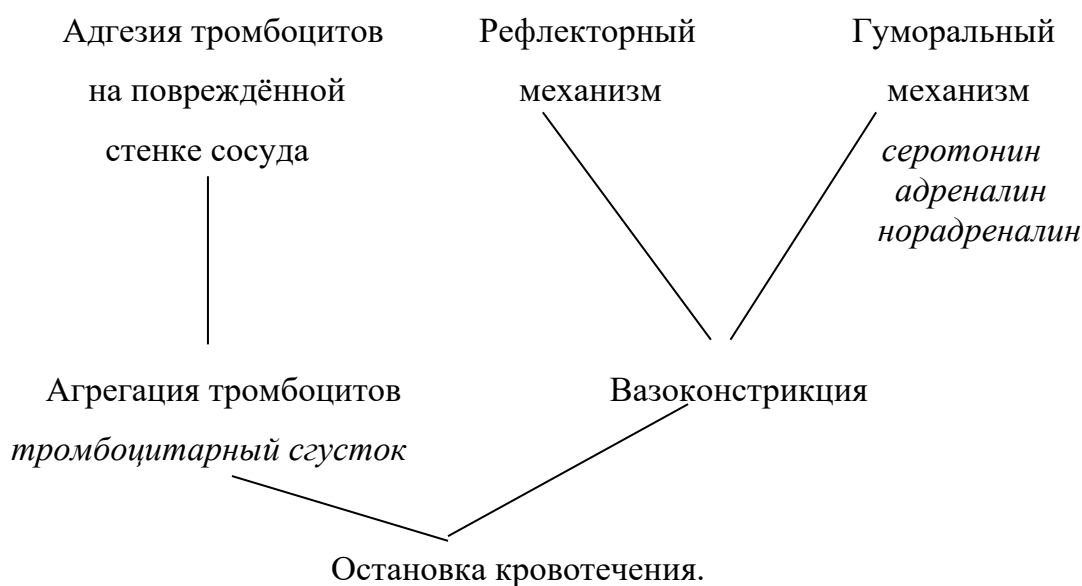 Адгезия тромбоцитов
на повреждённой
стенке сосуда
Рефлекторный
механизм
Гуморальный
механизм
серотонин
адреналин
норадреналин
Агрегация тромбоцитов
тромбоцитарный сгусток
Вазоконстрикция
Остановка кровотечения.